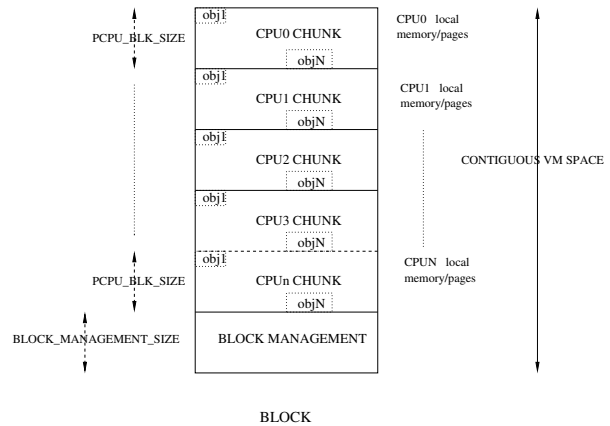 obj1
CPU0 CHUNK
objN
PCPU_BLK_SIZE
CPU0 local
memory/pages
obj1
CPU1 CHUNK
objN
CPU1 local
memory/pages
obj1
CPU2 CHUNK
objN
CONTIGUOUS VM SPACE
obj1
CPU3 CHUNK
objN
obj1
CPUn CHUNK
objN
PCPU_BLK_SIZE
CPUN local
memory/pages
BLOCK_MANAGEMENT_SIZE
BLOCK MANAGEMENT
BLOCK